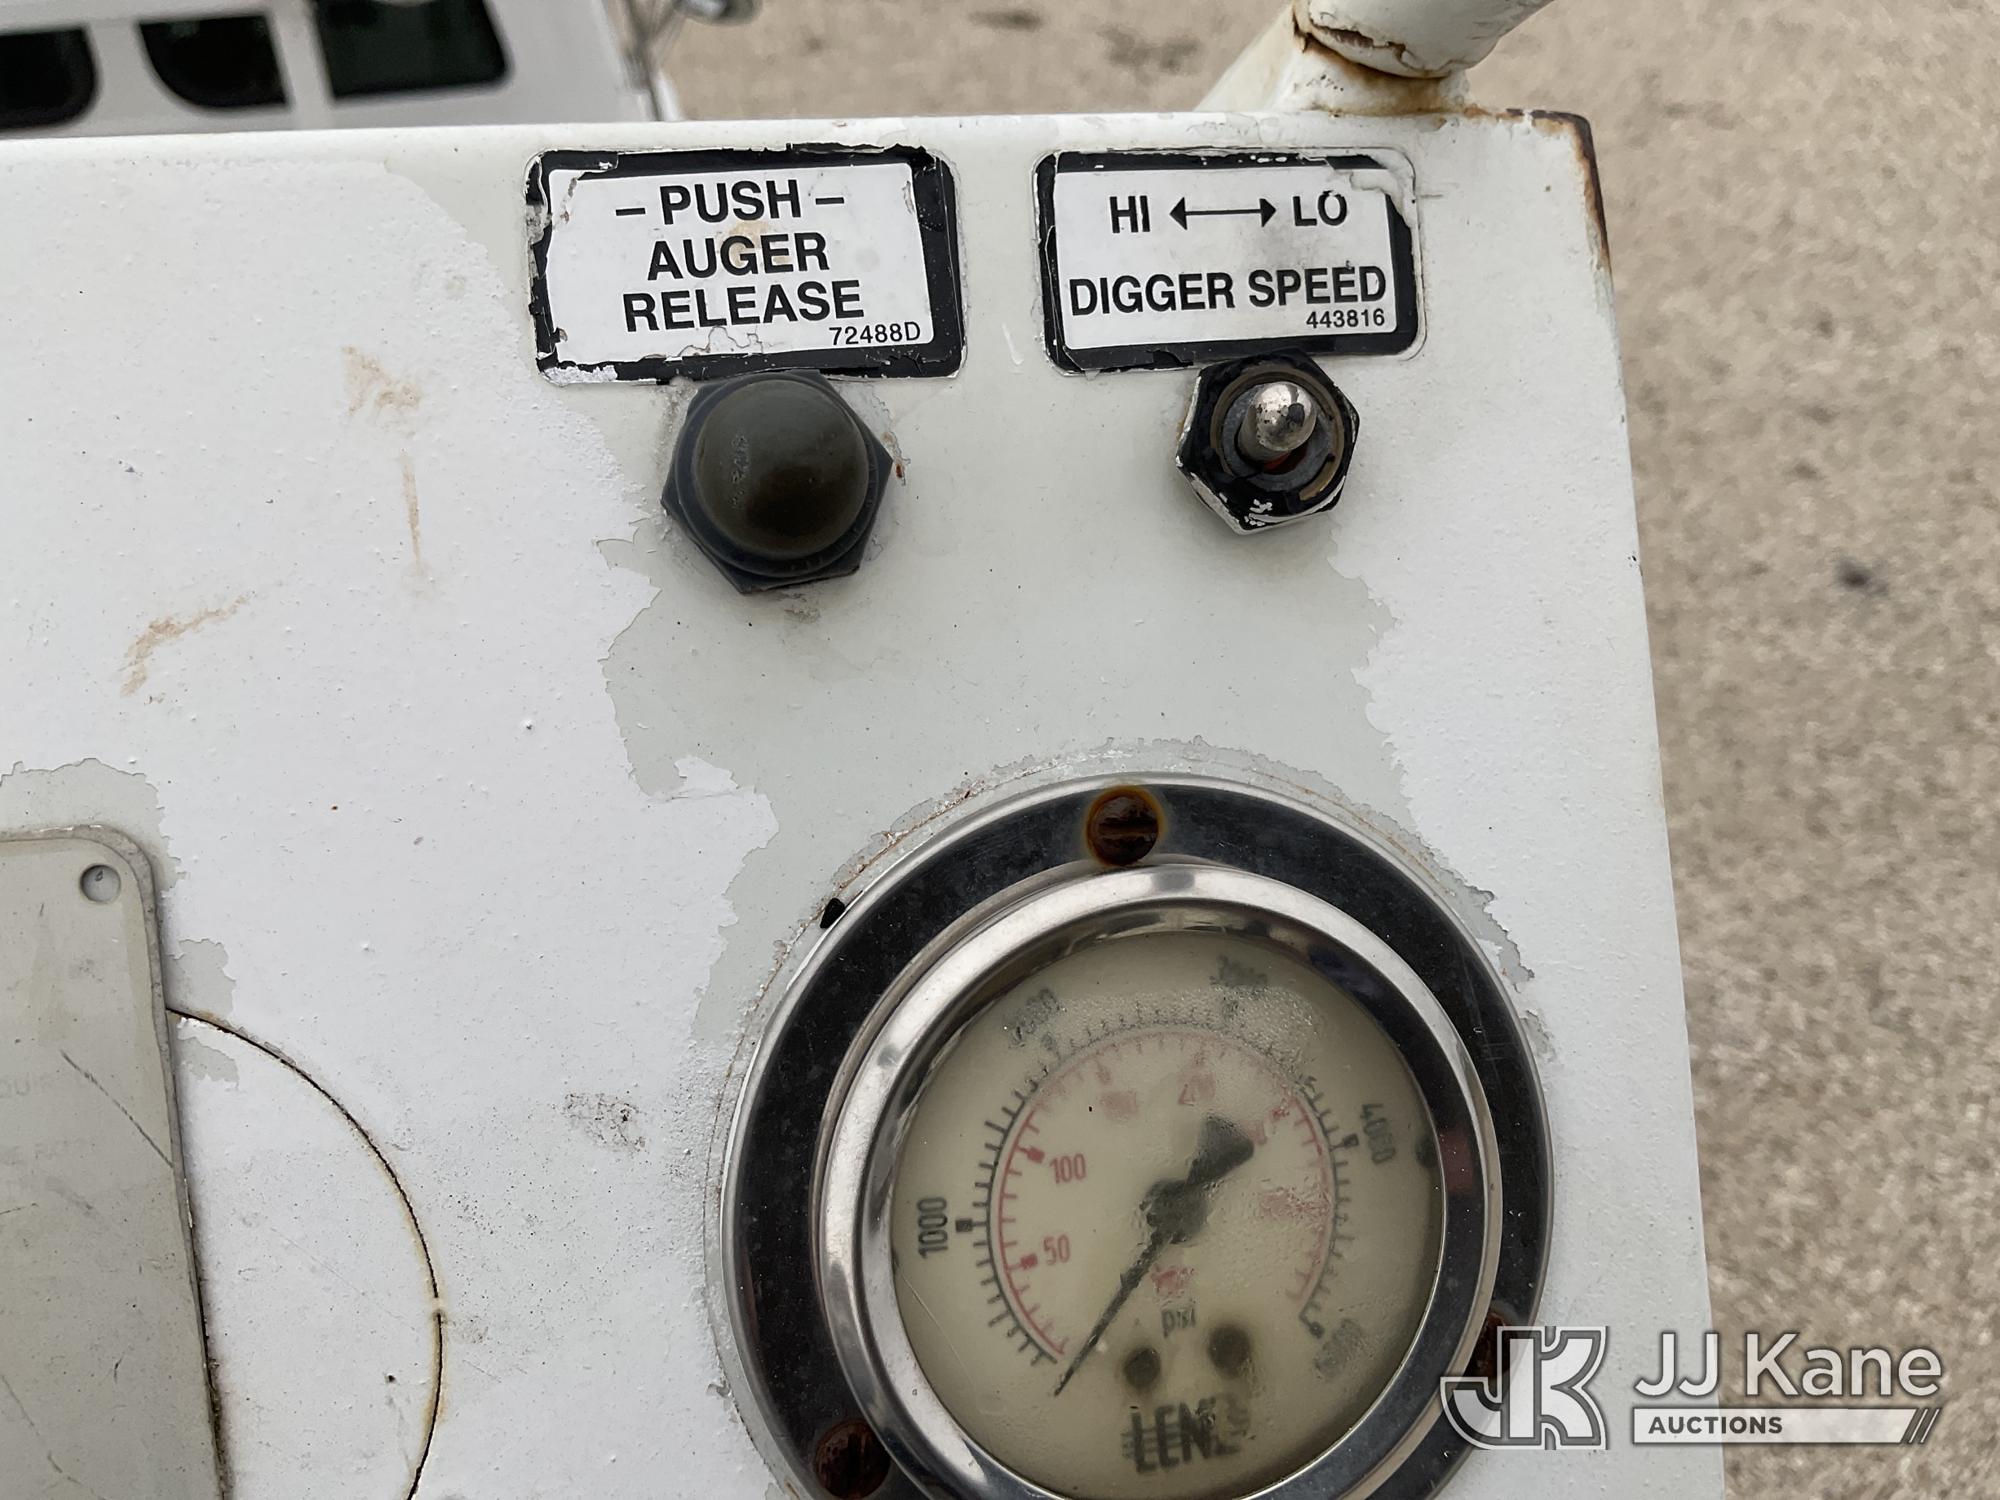 – PUSH –
AUGER
RELEASE
72488D
HI ⟷ LO
DIGGER SPEED
443816
4000
100
1000
50
psi
JJ Kane
AUCTIONS